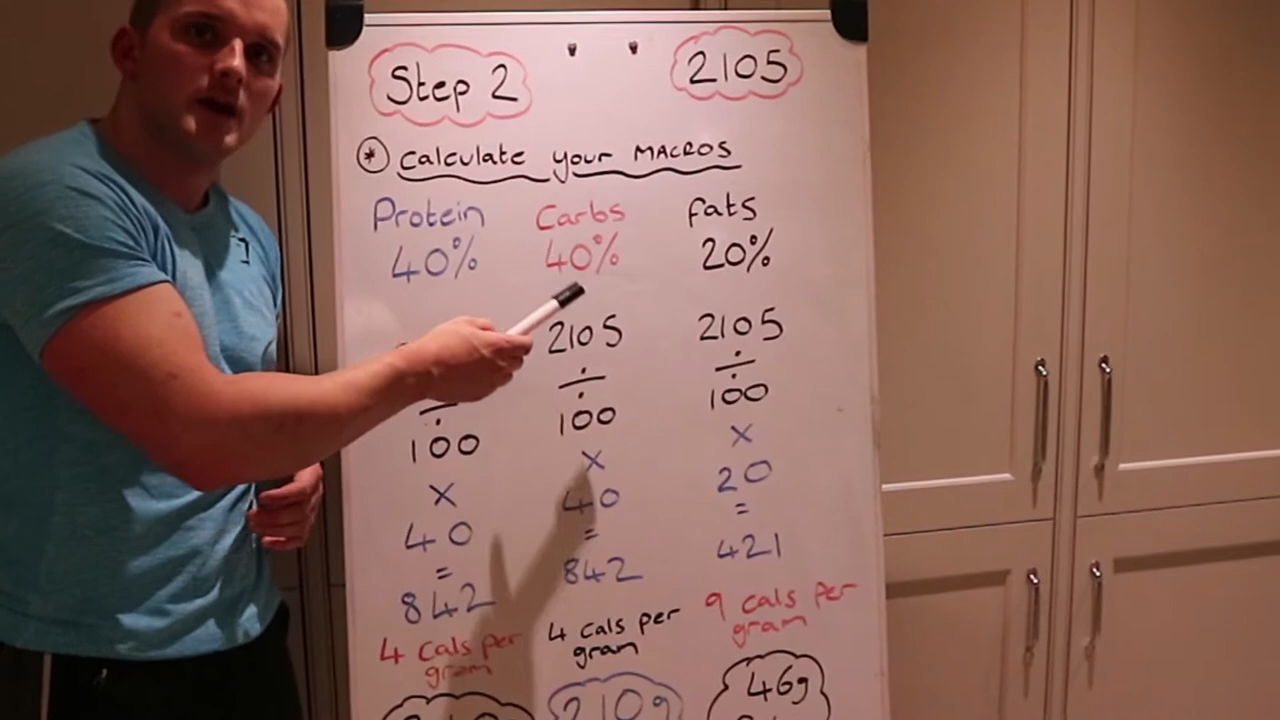 Step 2
2105
* Calculate your MACROS
Protein Carbs Fats
40% 40% 20%
2105 2105
÷ ÷ ÷
100 100 100
x x x
40 40 20
= = =
842 842 421
4 cals per gram
4 cals per gram
9 cals per gram
210g
46g